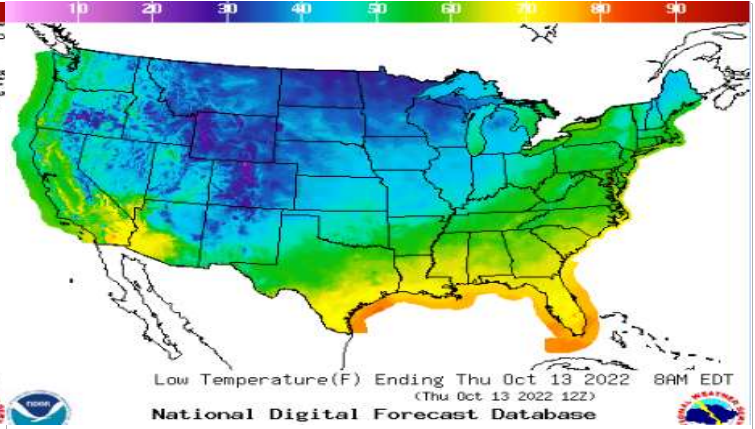 10 20 30 40 50 60 70 80 90
Low Temperature(F) Ending Thu Oct 13 2022 8AM EDT
(Thu Oct 13 2022 12Z)
National Digital Forecast Database